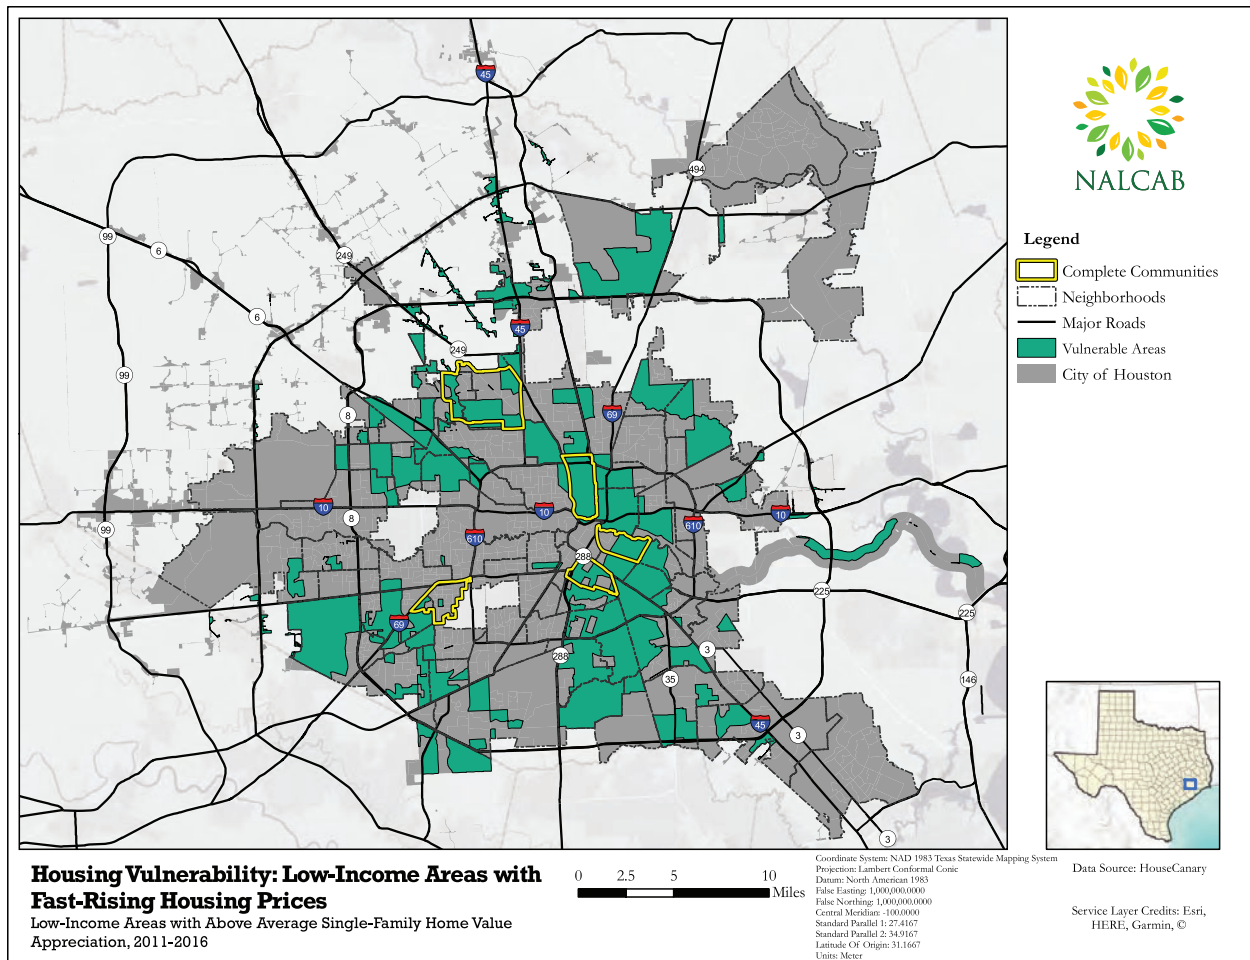 45
494
99
6
249
6
45
249
99
8
69
10
8
10
610
610
10
99
288
225
225
69
3
288
35
146
45
3
3
NALCAB
Legend
Complete Communities
Neighborhoods
Major Roads
Vulnerable Areas
City of Houston
Housing Vulnerability: Low-Income Areas with
Fast-Rising Housing Prices
Low-Income Areas with Above Average Single-Family Home Value
Appreciation, 2011-2016
0 2.5 5 10
Miles
Coordinate System: NAD 1983 Texas Statewide Mapping System
Projection: Lambert Conformal Conic
Datum: North American 1983
False Easting: 1,000,000.0000
False Northing: 1,000,000.0000
Central Meridian: -100.0000
Standard Parallel 1: 27.4167
Standard Parallel 2: 34.9167
Latitude Of Origin: 31.1667
Units: Meter
Data Source: HouseCanary
Service Layer Credits: Esri,
HERE, Garmin, ©